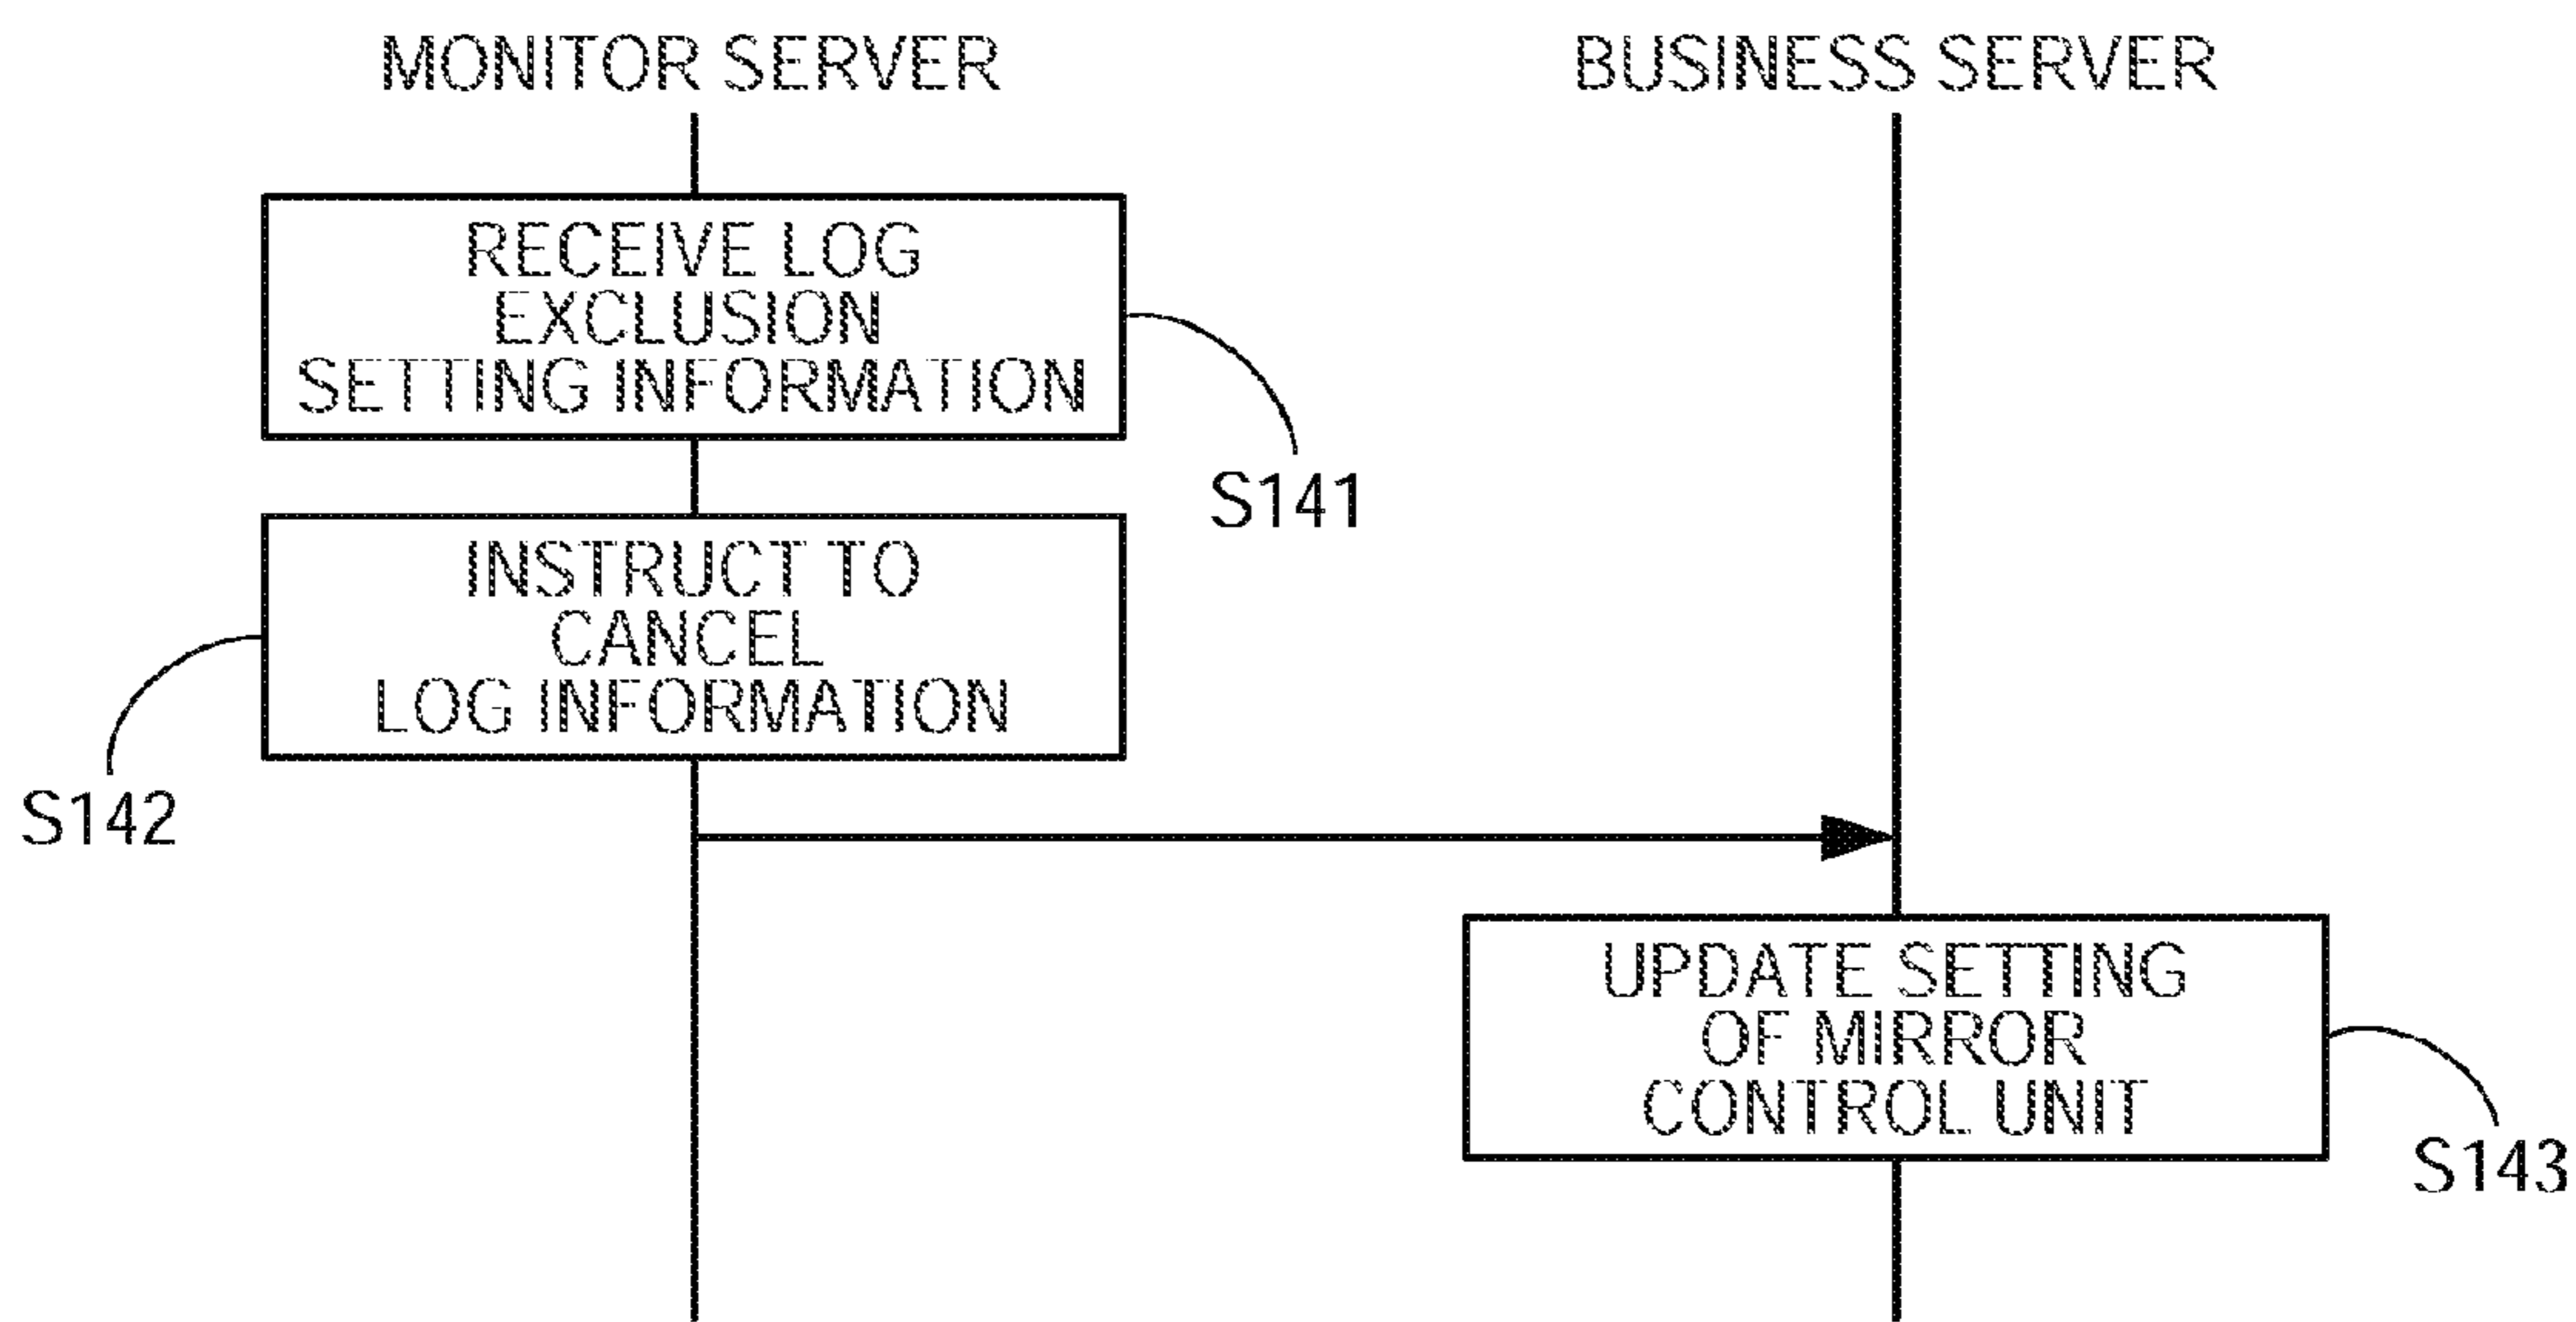 MONITOR SERVER
BUSINESS SERVER
RECEIVE LOG
EXCLUSION
SETTING INFORMATION
S141
INSTRUCT TO
CANCEL
LOG INFORMATION
S142
UPDATE SETTING
OF MIRROR
CONTROL UNIT
S143